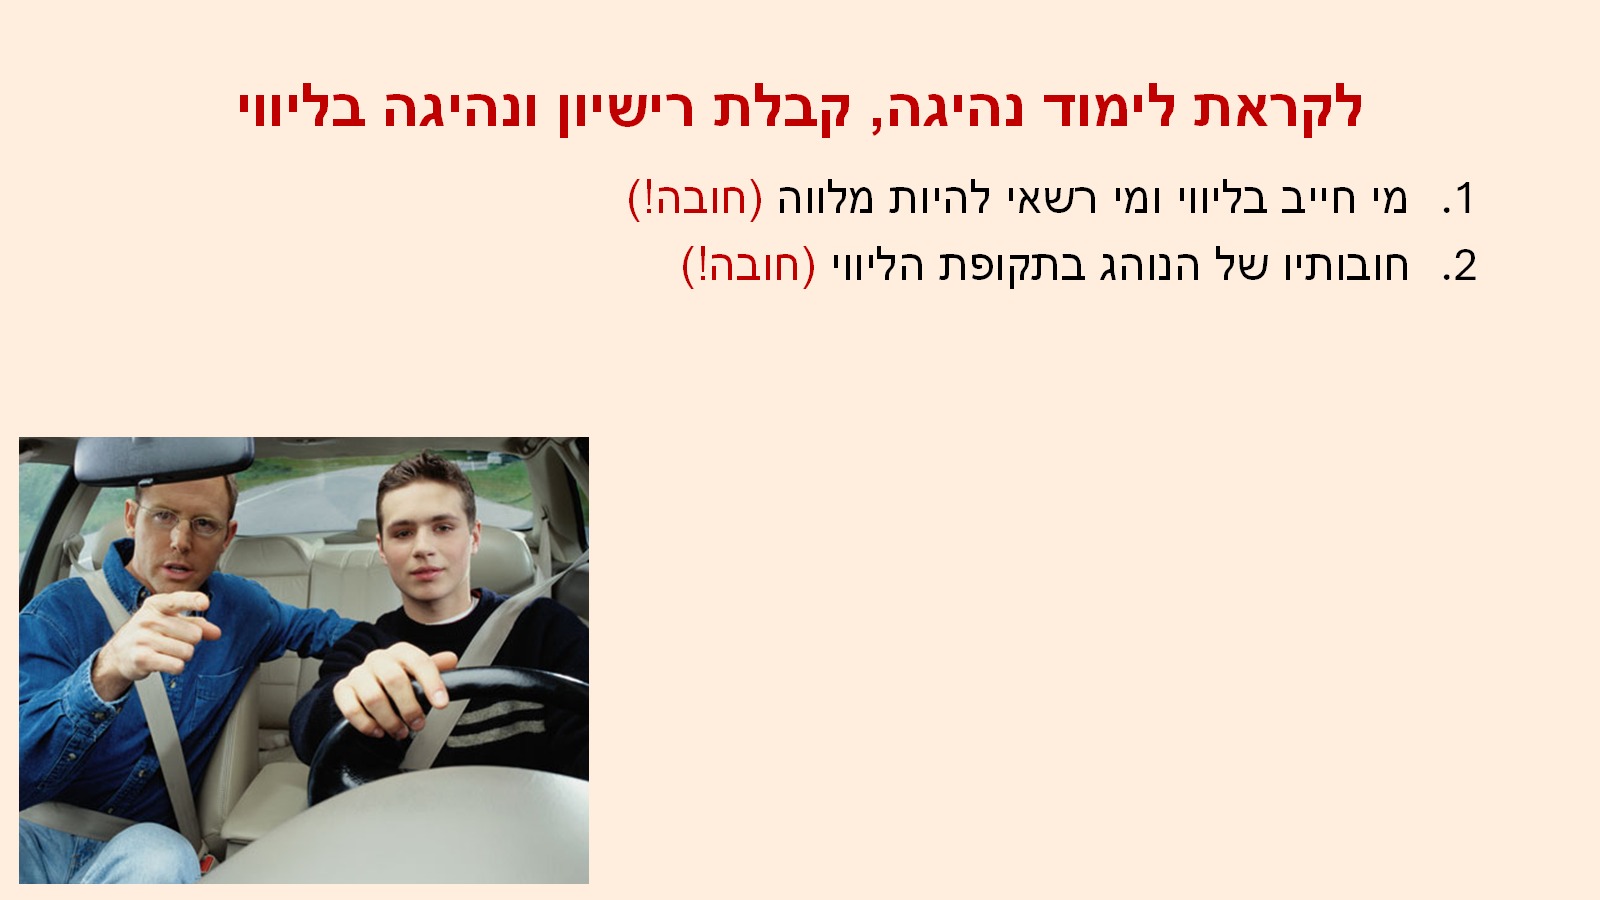 לקראת לימוד נהיגה, קבלת רישיון ונהיגה בליווי
1. מי חייב בליווי ומי רשאי להיות מלווה (חובה!)
2. חובותיו של הנוהג בתקופת הליווי (חובה!)